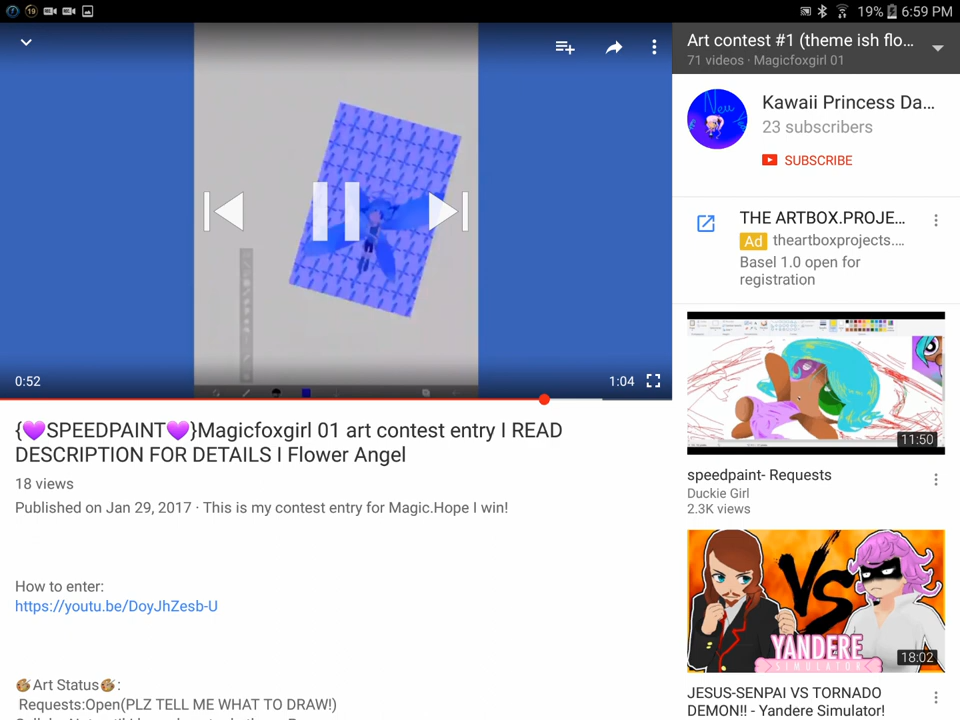 19
19% 6:59 PM
0:52
1:04
{💜SPEEDPAINT💜}Magicfoxgirl 01 art contest entry I READ
DESCRIPTION FOR DETAILS I Flower Angel
18 views
Published on Jan 29, 2017 · This is my contest entry for Magic.Hope I win!
How to enter:
https://youtu.be/DoyJhZesb-U
Art Status:
Requests:Open(PLZ TELL ME WHAT TO DRAW!)
Art contest #1 (theme ish flo...
71 videos · Magicfoxgirl 01
Neu
Kawaii Princess Da...
23 subscribers
SUBSCRIBE
THE ARTBOX.PROJE...
Ad theartboxprojects....
Basel 1.0 open for
registration
11:50
speedpaint- Requests
Duckie Girl
2.3K views
VS
YANDERE
SIMULATOR
18:02
JESUS-SENPAI VS TORNADO
DEMON!! - Yandere Simulator!